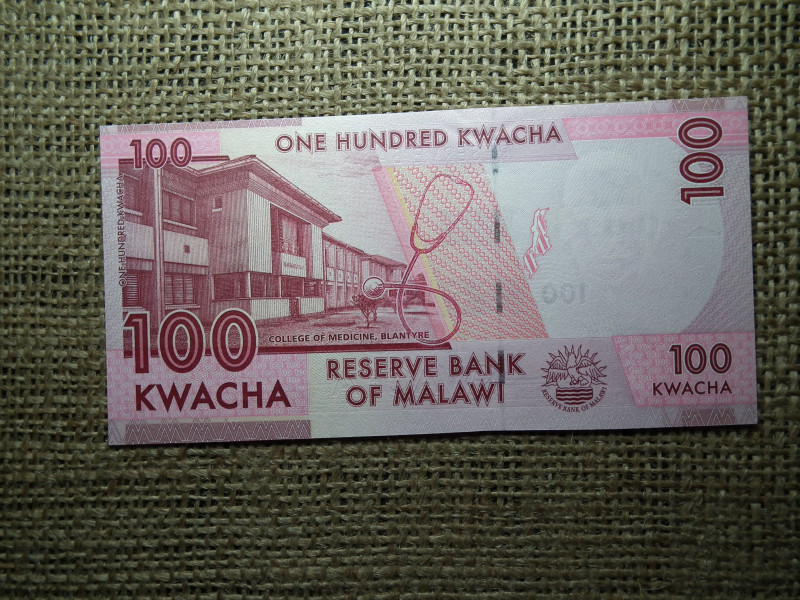 ONE HUNDRED KWACHA
100
100
ONE HUNDRED KWACHA
COLLEGE OF MEDICINE, BLANTYRE
100
KWACHA
RESERVE BANK
OF MALAWI
RESERVE BANK OF MALAWI
100
KWACHA
100